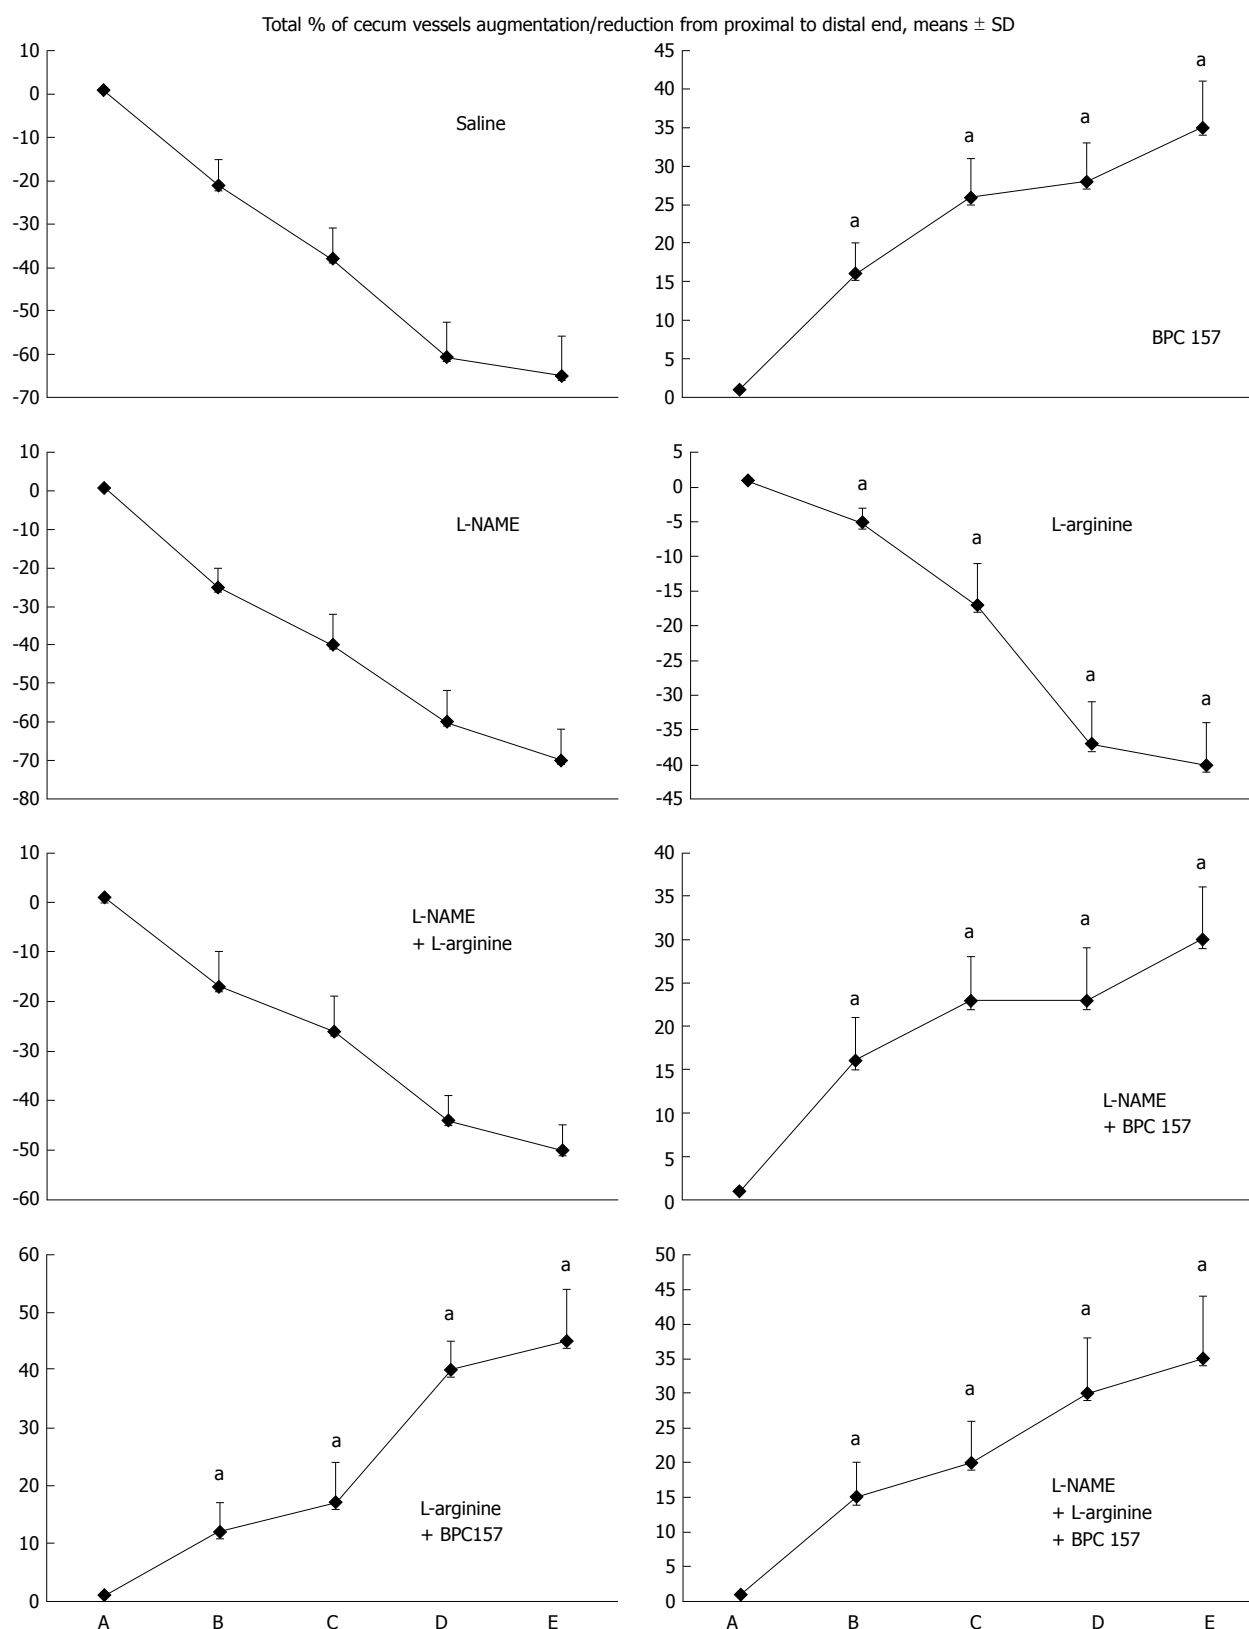 Total % of cecum vessels augmentation/reduction from proximal to distal end, means ± SD
10
0
-10
-20
-30
-40
-50
-60
-70
Saline
45
40
35
30
25
20
15
10
5
0
a
a
a
a
BPC 157
10
0
-10
-20
-30
-40
-50
-60
-70
-80
L-NAME
5
0
-5
-10
-15
-20
-25
-30
-35
-40
-45
a
a
a
a
L-arginine
10
0
-10
-20
-30
-40
-50
-60
L-NAME
+ L-arginine
40
35
30
25
20
15
10
5
0
a
a
a
a
L-NAME
+ BPC 157
60
50
40
30
20
10
0
a
a
a
a
L-arginine
+ BPC157
A B C D E
50
45
40
35
30
25
20
15
10
5
0
a
a
a
a
L-NAME
+ L-arginine
+ BPC 157
A B C D E